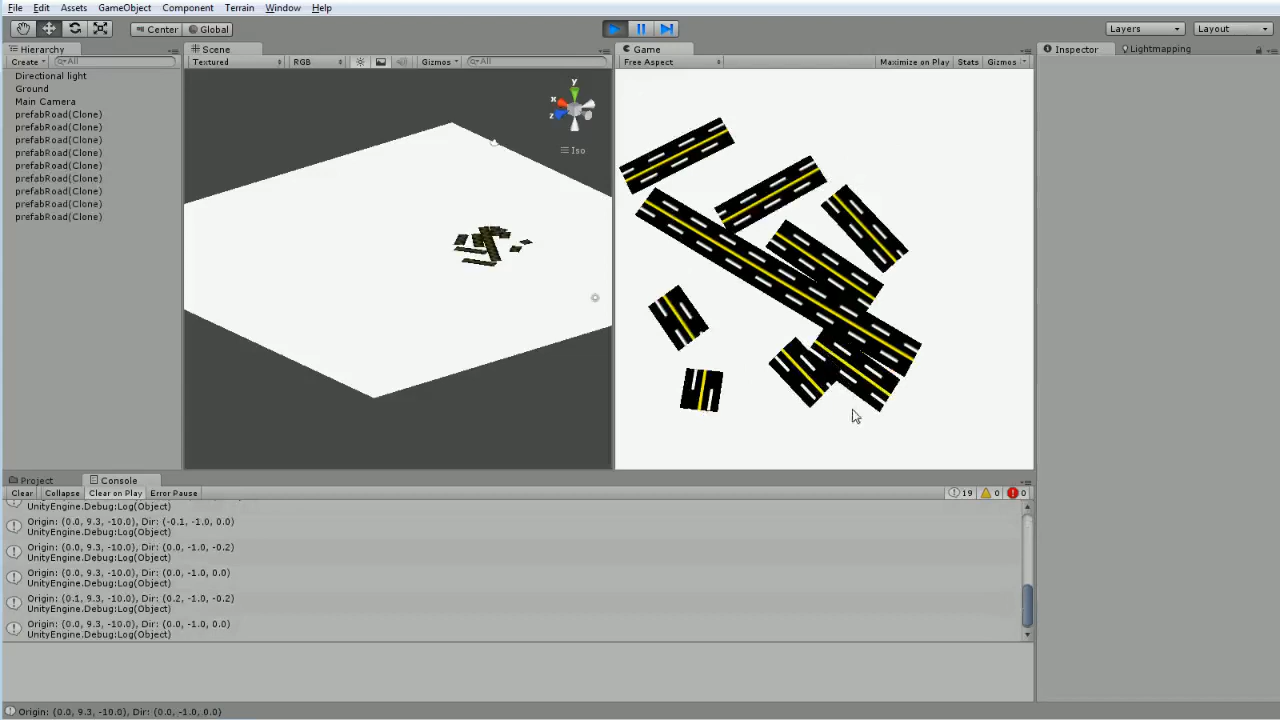 File Edit Assets GameObject Component Terrain Window Help
Center Global Layers Layout
Hierarchy Scene Game Inspector Lightmapping
Create All Textured RGB Gizmos All Free Aspect Maximize on Play Stats Gizmos
Directional light
Ground
Main Camera
prefabRoad(Clone)
prefabRoad(Clone)
prefabRoad(Clone)
prefabRoad(Clone)
prefabRoad(Clone)
prefabRoad(Clone)
prefabRoad(Clone)
prefabRoad(Clone)
prefabRoad(Clone)
y
x
z
Iso
Project Console
Clear Collapse Clear on Play Error Pause 19 0 0
UnityEngine.Debug:Log(Object)
Origin: (0.0, 9.3, -10.0), Dir: (-0.1, -1.0, 0.0)
UnityEngine.Debug:Log(Object)
Origin: (0.0, 9.3, -10.0), Dir: (0.0, -1.0, -0.2)
UnityEngine.Debug:Log(Object)
Origin: (0.0, 9.3, -10.0), Dir: (0.0, -1.0, 0.0)
UnityEngine.Debug:Log(Object)
Origin: (0.1, 9.3, -10.0), Dir: (0.2, -1.0, -0.2)
UnityEngine.Debug:Log(Object)
Origin: (0.0, 9.3, -10.0), Dir: (0.0, -1.0, 0.0)
UnityEngine.Debug:Log(Object)
Origin: (0.0, 9.3, -10.0), Dir: (0.0, -1.0, 0.0)